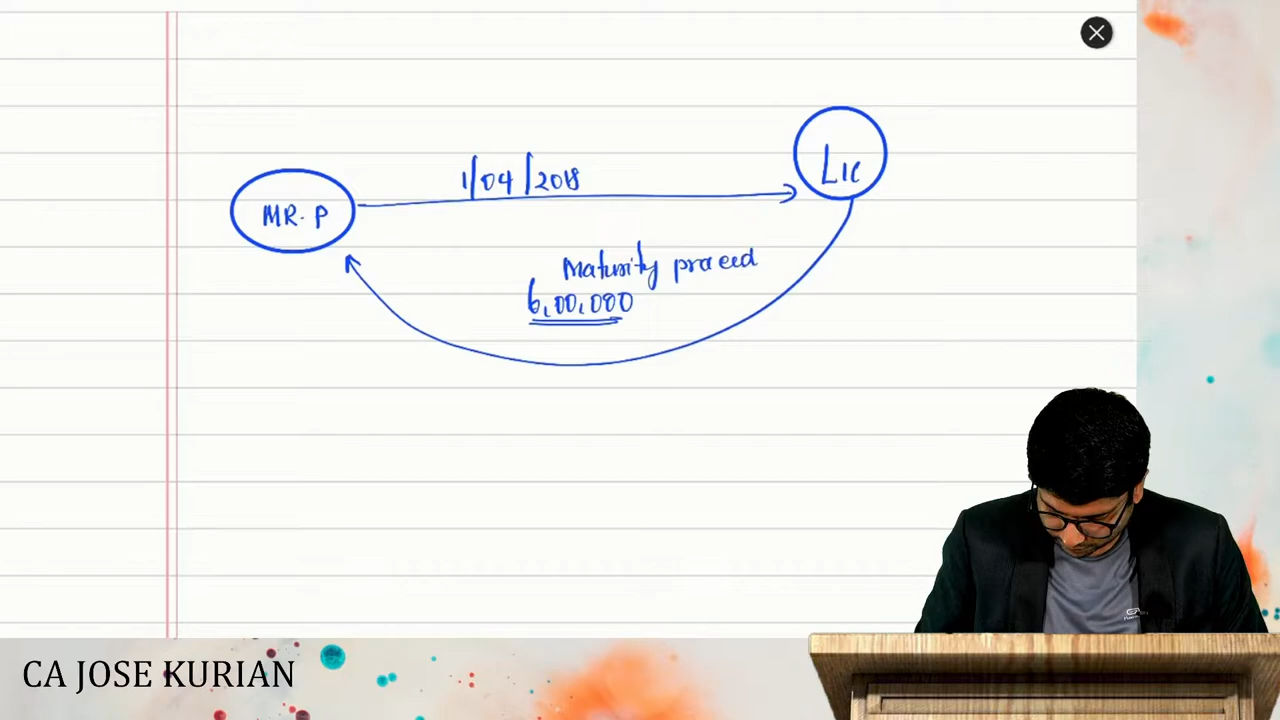 1/04/2018
LIC
MR. P
Maturity proceed
6,00,000
CA JOSE KURIAN